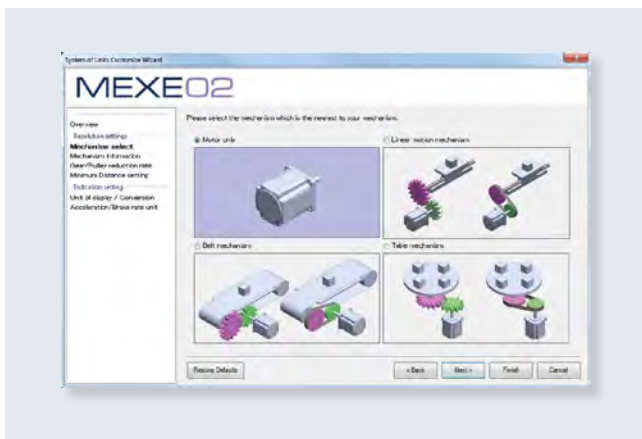 System of Units Customize Wizard
MEXE02
Please select the mechanism which is the nearest to your mechanism.
Overview
Resolution settings
Mechanism select
Mechanism information
Gear/Pulley reduction rate
Minimum Distance setting
Indication setting
Unit of display / Conversion
Acceleration/Brake rate unit
Motor only
Linear motion mechanism
Belt mechanism
Table mechanism
Restore Defaults
< Back
Next >
Finish
Cancel